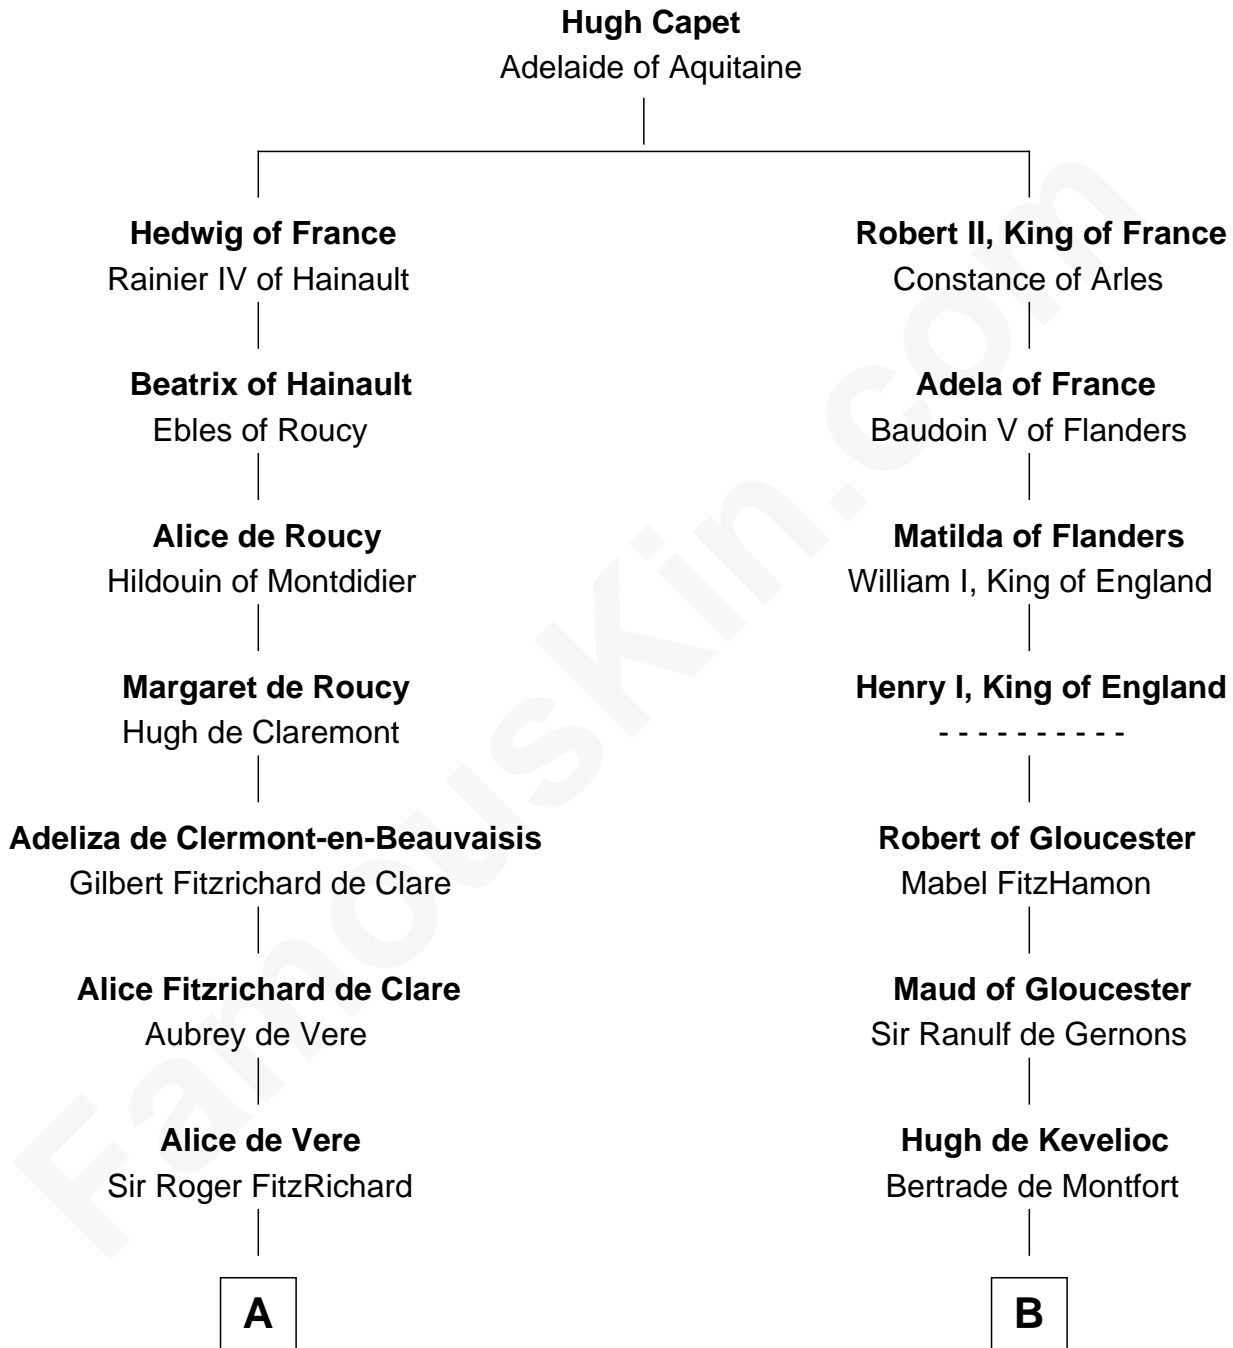 Hugh Capet
Adelaide of Aquitaine
Hedwig of France
Rainier IV of Hainault
Robert II, King of France
Constance of Arles
Beatrix of Hainault
Ebles of Roucy
Adela of France
Baudoin V of Flanders
Alice de Roucy
Hildouin of Montdidier
Matilda of Flanders
William I, King of England
Margaret de Roucy
Hugh de Claremont
Henry I, King of England
- - - - - - - - - -
Adeliza de Clermont-en-Beauvaisis
Gilbert Fitzrichard de Clare
Robert of Gloucester
Mabel FitzHamon
Alice Fitzrichard de Clare
Aubrey de Vere
Maud of Gloucester
Sir Ranulf de Gernons
Alice de Vere
Sir Roger FitzRichard
Hugh de Kevelioc
Bertrade de Montfort
A
B
FamousKin.com